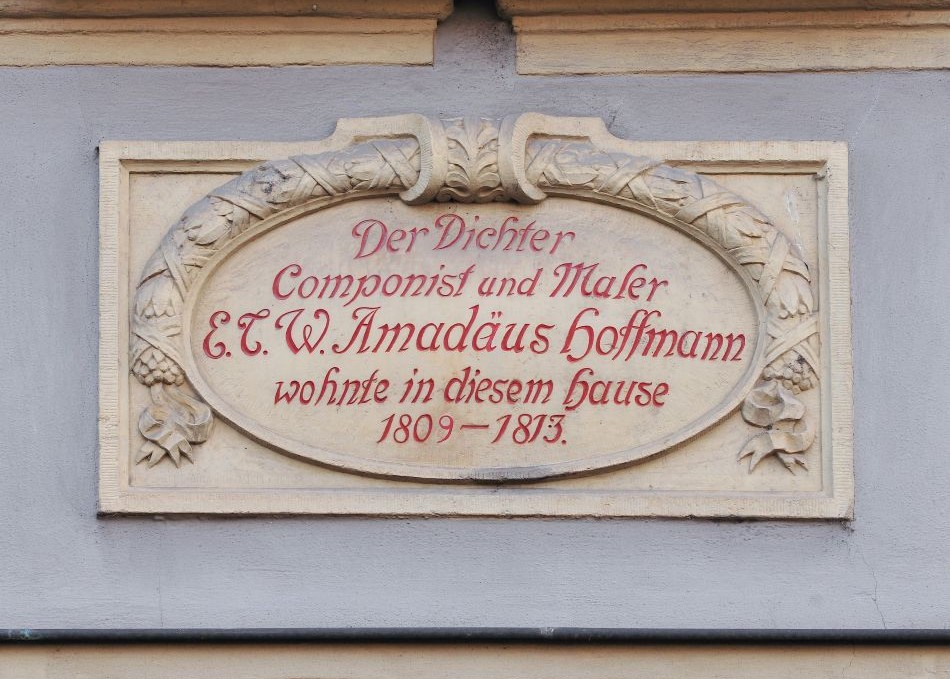 Der Dichter
Componist und Maler
E. T. W. Amadäus Hoffmann
wohnte in diesem Hause
1809 — 1813.